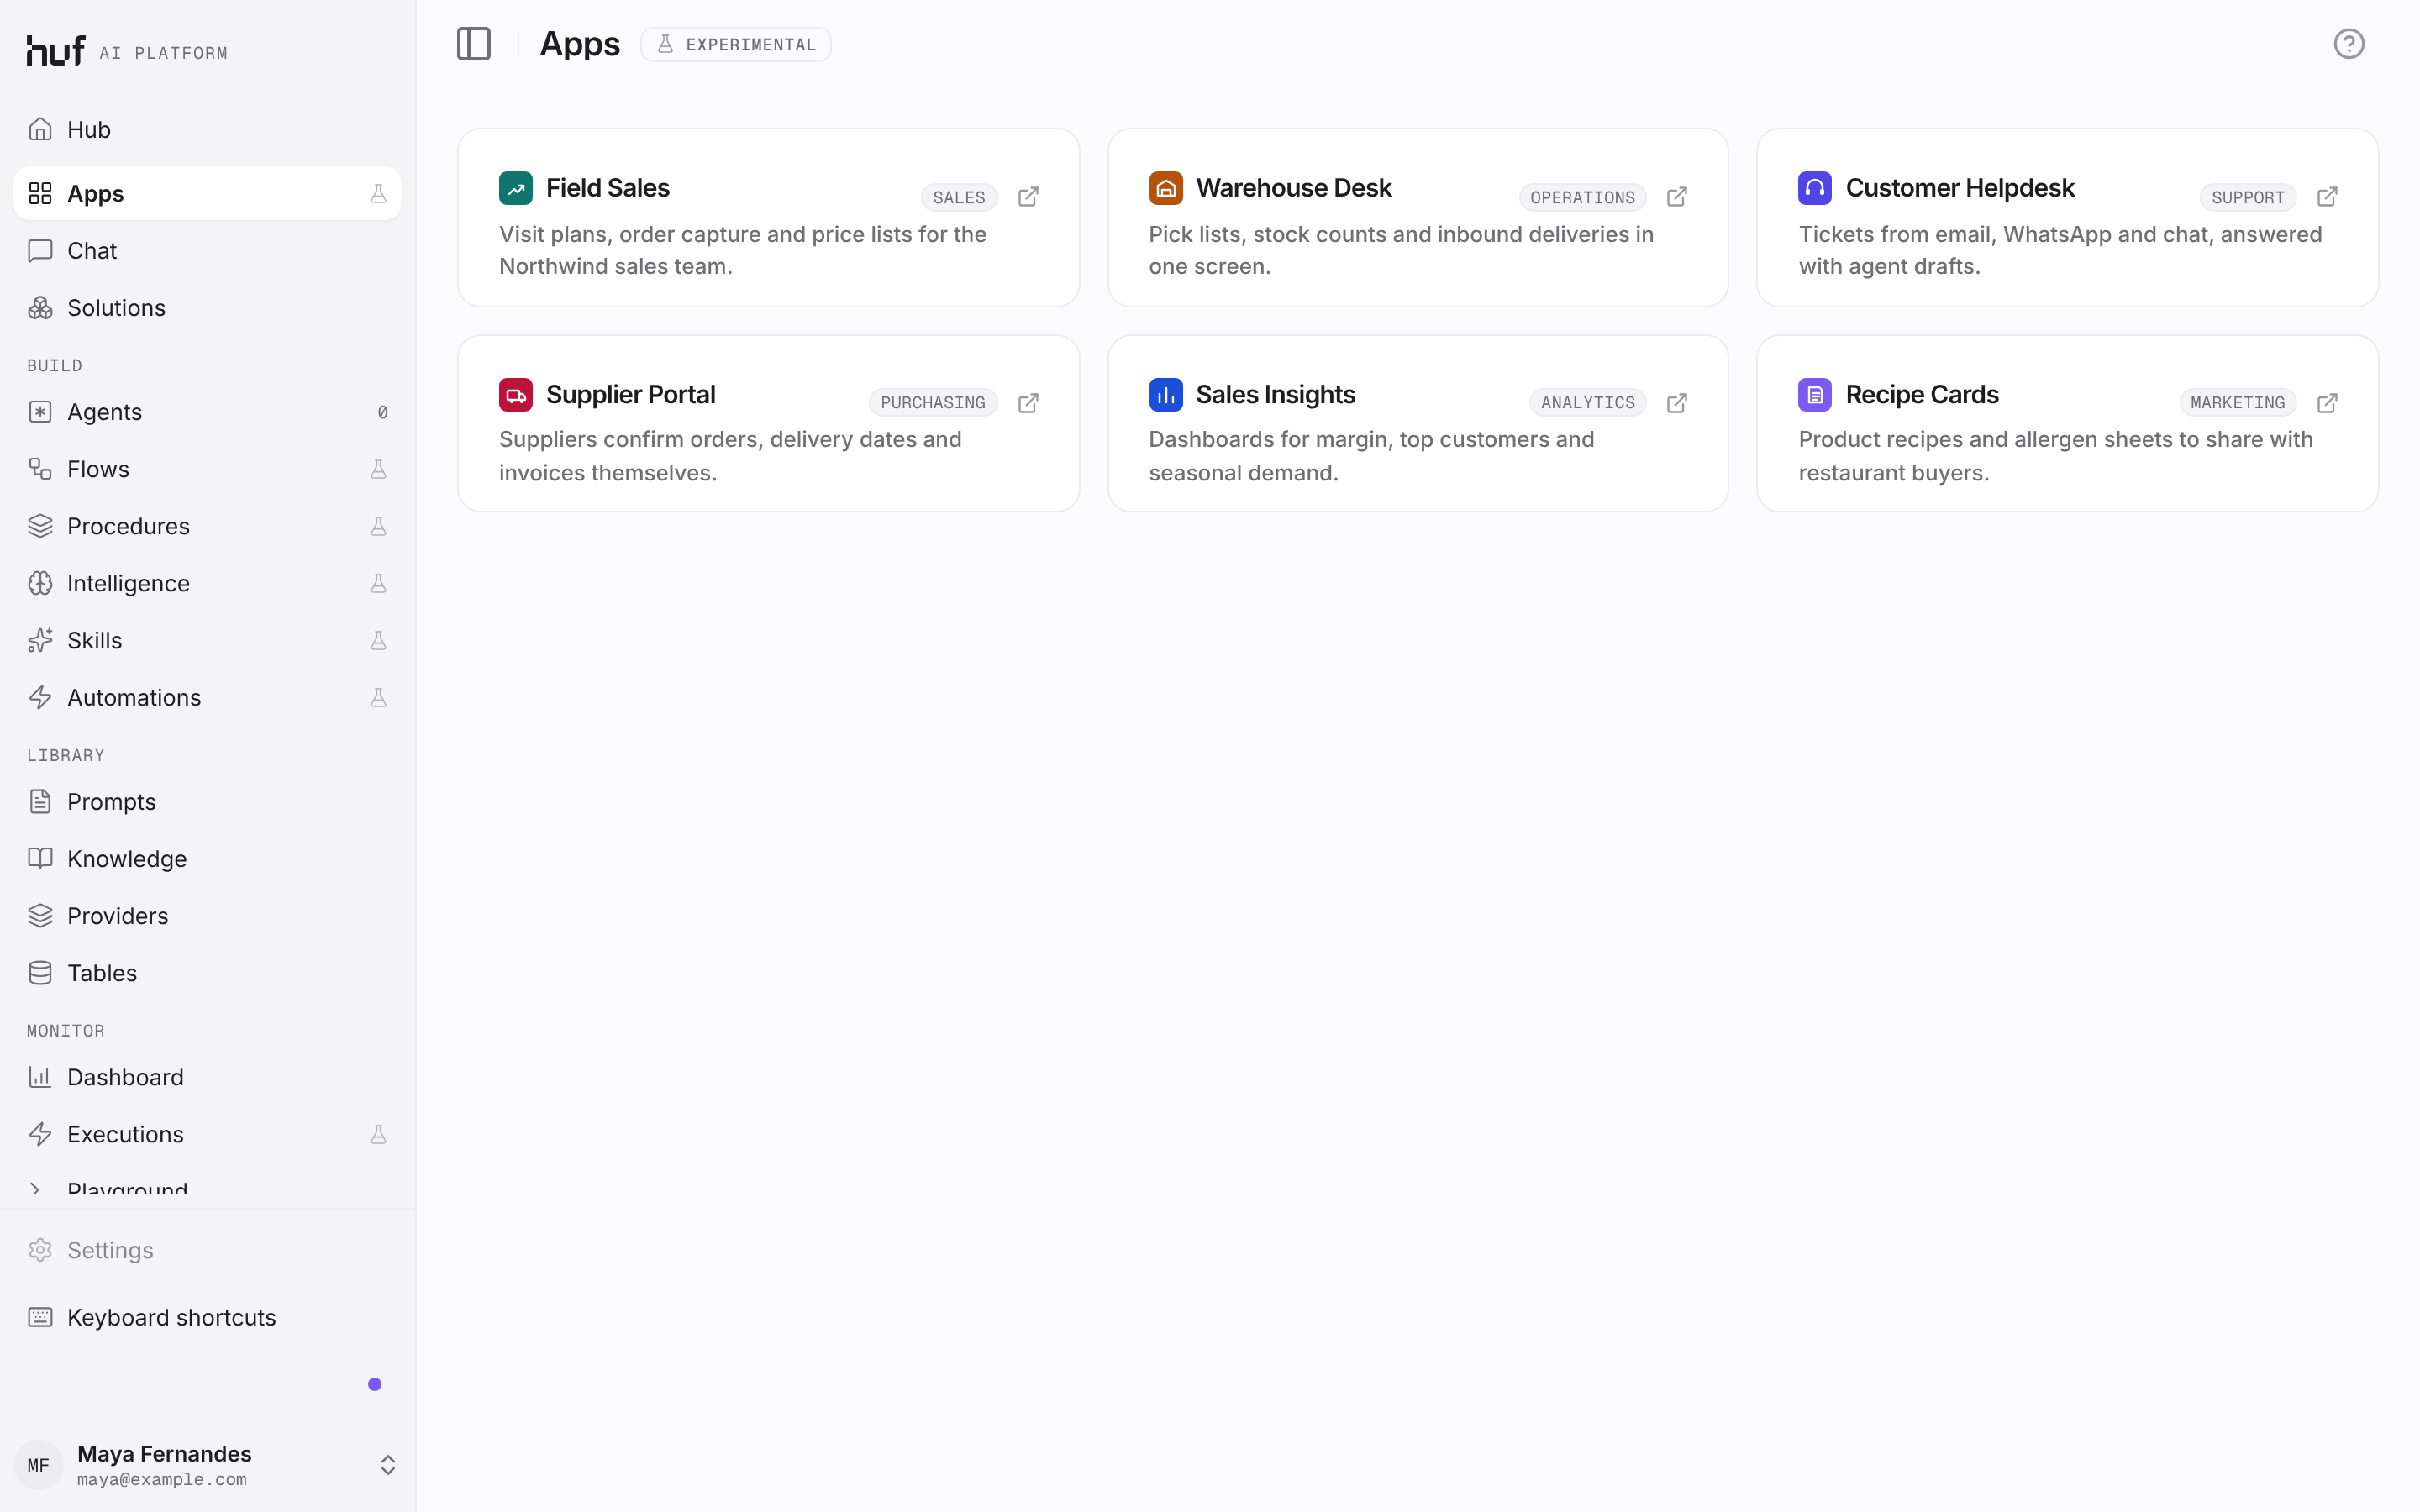 huf AI PLATFORM
Hub
Apps
Chat
Solutions
BUILD
Agents 0
Flows
Procedures
Intelligence
Skills
Automations
LIBRARY
Prompts
Knowledge
Providers
Tables
MONITOR
Dashboard
Executions
Playground
Settings
Keyboard shortcuts
MF
Maya Fernandes
maya@example.com
Apps EXPERIMENTAL
Field Sales SALES
Visit plans, order capture and price lists for the
Northwind sales team.
Warehouse Desk OPERATIONS
Pick lists, stock counts and inbound deliveries in
one screen.
Customer Helpdesk SUPPORT
Tickets from email, WhatsApp and chat, answered
with agent drafts.
Supplier Portal PURCHASING
Suppliers confirm orders, delivery dates and
invoices themselves.
Sales Insights ANALYTICS
Dashboards for margin, top customers and
seasonal demand.
Recipe Cards MARKETING
Product recipes and allergen sheets to share with
restaurant buyers.